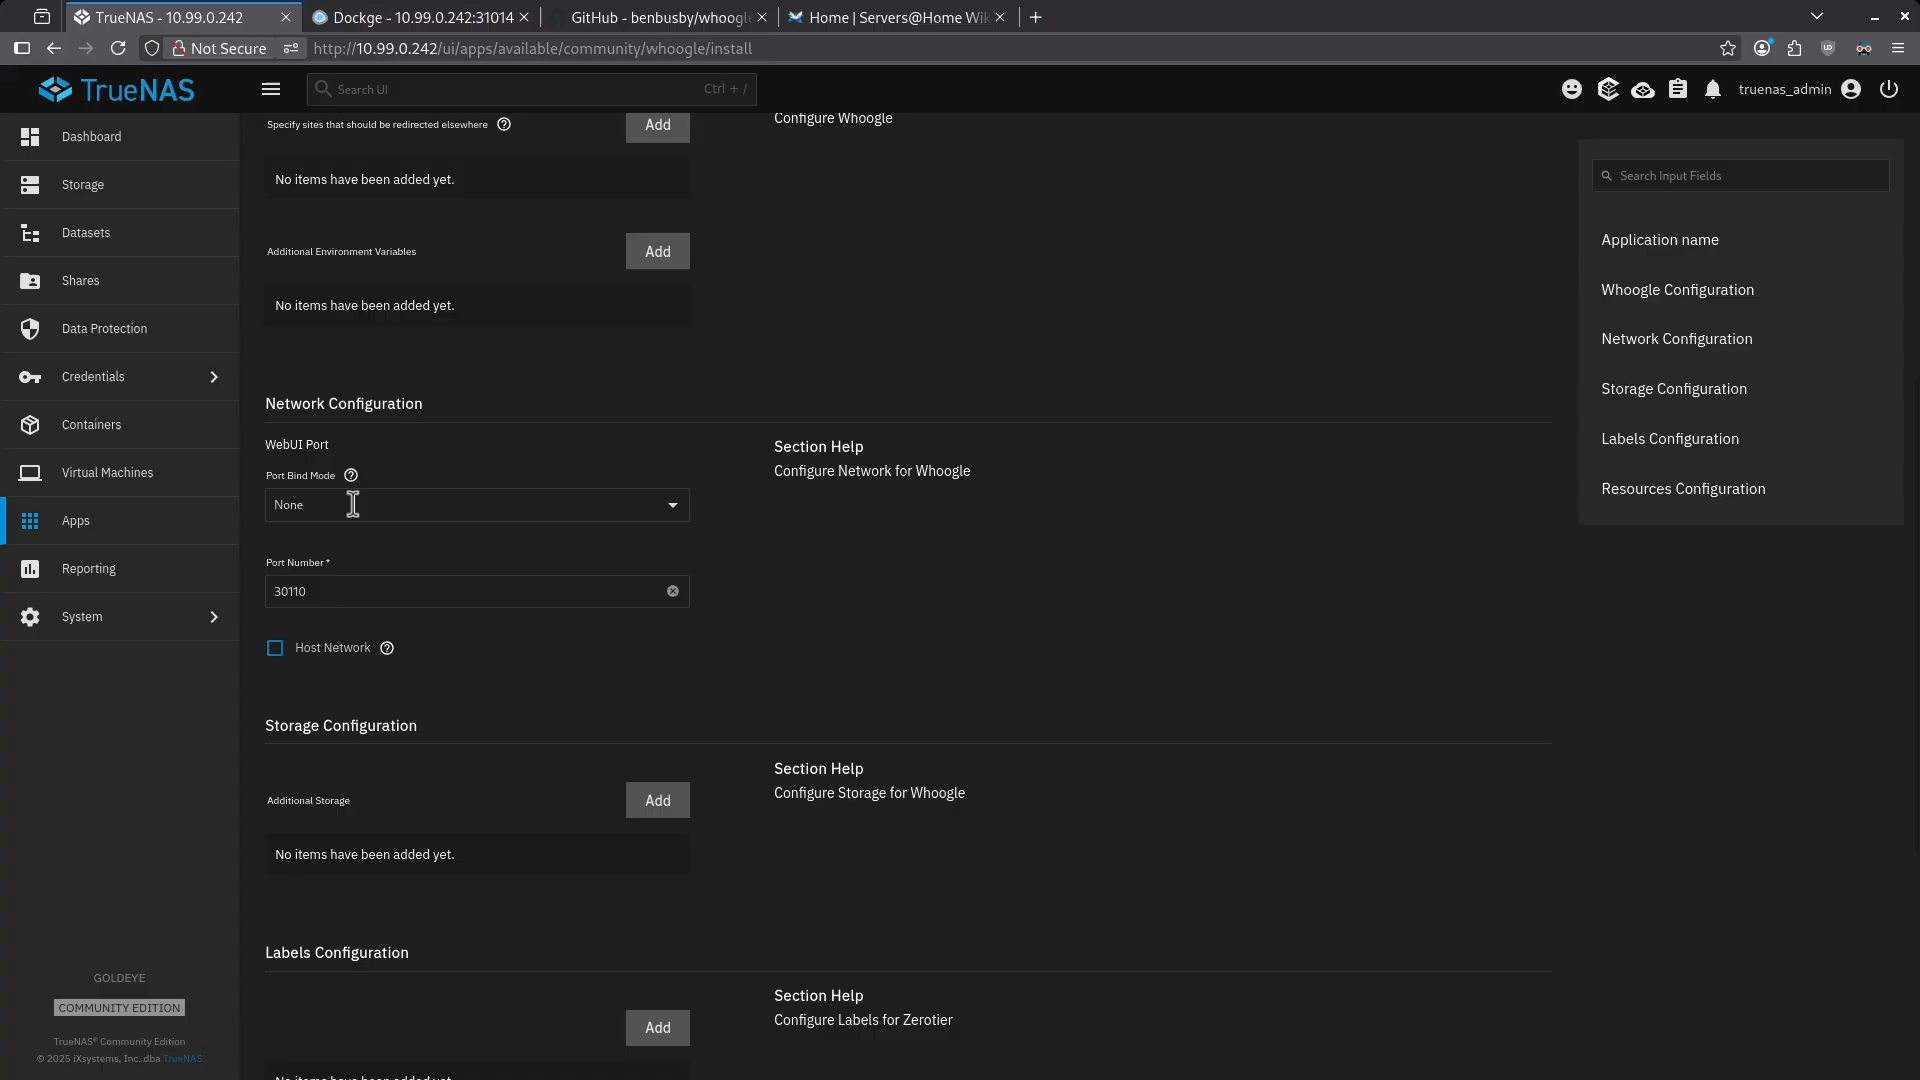 TrueNAS - 10.99.0.242
Dockge - 10.99.0.242:31014
GitHub - benbusby/whoogl
Home | Servers@Home Wi
Not Secure
http://10.99.0.242/ui/apps/available/community/whoogle/install
TrueNAS
Search UI
Ctrl + /
truenas_admin
Dashboard
Storage
Datasets
Shares
Data Protection
Credentials
Containers
Virtual Machines
Apps
Reporting
System
GOLDEYE
COMMUNITY EDITION
TrueNAS® Community Edition
© 2025 iXsystems, Inc. dba TrueNAS
Specify sites that should be redirected elsewhere
Add
No items have been added yet.
Configure Whoogle
Additional Environment Variables
Add
No items have been added yet.
Network Configuration
WebUI Port
Port Bind Mode
None
Port Number *
30110
Host Network
Section Help
Configure Network for Whoogle
Storage Configuration
Additional Storage
Add
No items have been added yet.
Section Help
Configure Storage for Whoogle
Labels Configuration
Add
Section Help
Configure Labels for Zerotier
Search Input Fields
Application name
Whoogle Configuration
Network Configuration
Storage Configuration
Labels Configuration
Resources Configuration